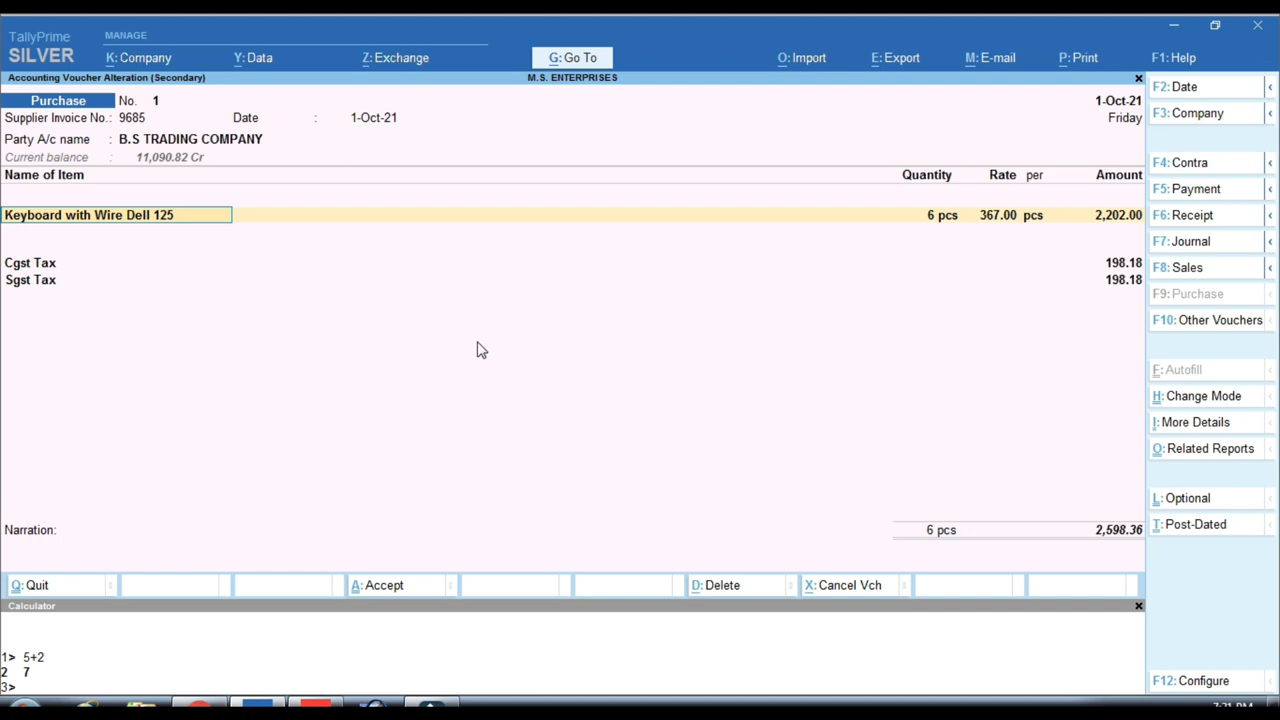 TallyPrime MANAGE
SILVER K: Company Y: Data Z: Exchange G: Go To O: Import E: Export M: E-mail P: Print F1: Help
Accounting Voucher Alteration (Secondary) M.S. ENTERPRISES
Purchase No. 1 1-Oct-21
Supplier Invoice No.: 9685 Date : 1-Oct-21 Friday
Party A/c name : B.S TRADING COMPANY
Current balance : 11,090.82 Cr
Name of Item Quantity Rate per Amount
Keyboard with Wire Dell 125 6 pcs 367.00 pcs 2,202.00
Cgst Tax 198.18
Sgst Tax 198.18
Narration: 6 pcs 2,598.36
Q: Quit A: Accept D: Delete X: Cancel Vch
Calculator
1> 5+2
2 7
3>
F2: Date
F3: Company
F4: Contra
F5: Payment
F6: Receipt
F7: Journal
F8: Sales
F9: Purchase
F10: Other Vouchers
F: Autofill
H: Change Mode
I: More Details
O: Related Reports
L: Optional
T: Post-Dated
F12: Configure